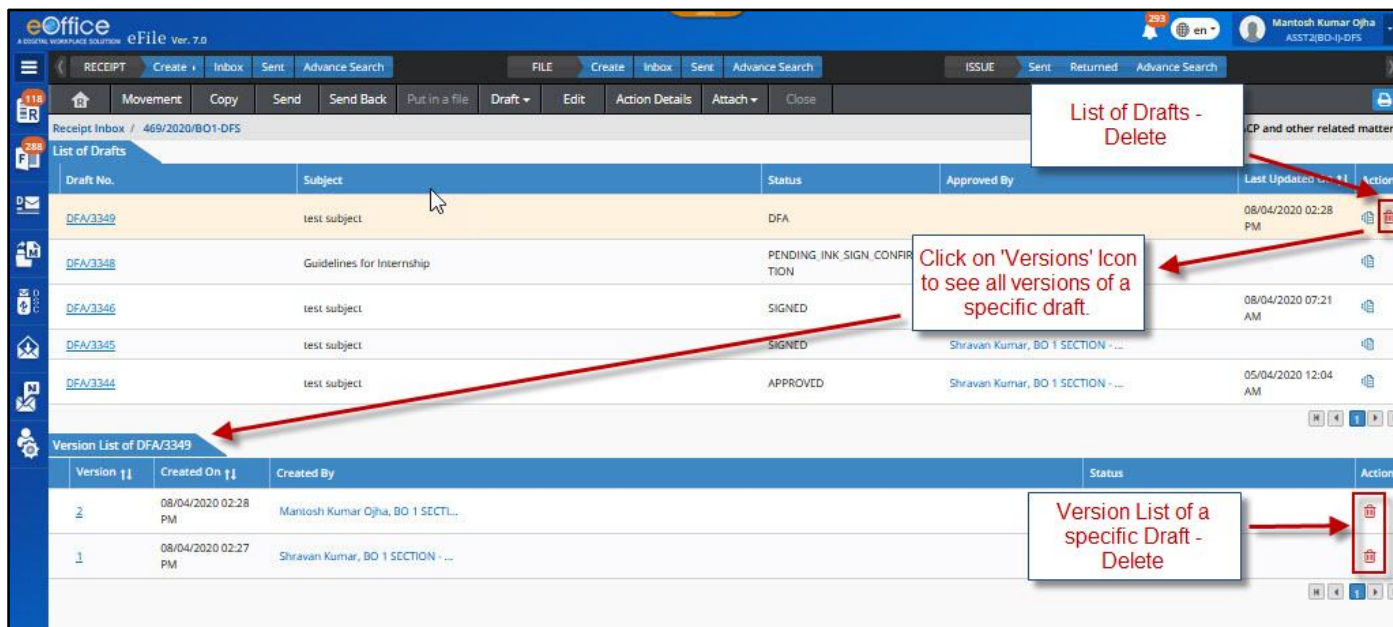 eOffice
A DIGITAL WORKPLACE SOLUTION eFile Ver. 7.0
293
en
Mantosh Kumar Ojha
ASST2(BO-I)-DFS
RECEIPT Create Inbox Sent Advance Search FILE Create Inbox Sent Advance Search ISSUE Sent Returned Advance Search
118
Movement Copy Send Send Back Put in a file Draft Edit Action Details Attach Close
Receipt Inbox / 469/2020/BO1-DFS CP and other related matter
288
List of Drafts
List of Drafts -
Delete
Draft No. Subject Status Approved By Last Updated Action
DFA/3349 test subject DFA 08/04/2020 02:28
PM
DFA/3348 Guidelines for Internship PENDING_INK_SIGN_CONFIR
TION
Click on 'Versions' Icon
to see all versions of a
specific draft.
DFA/3346 test subject SIGNED 08/04/2020 07:21
AM
DFA/3345 test subject SIGNED Shravan Kumar, BO 1 SECTION - ...
DFA/3344 test subject APPROVED Shravan Kumar, BO 1 SECTION - ... 05/04/2020 12:04
AM
1
Version List of DFA/3349
Version Created On Created By Status Action
2 08/04/2020 02:28
PM Mantosh Kumar Ojha, BO 1 SECTI...
1 08/04/2020 02:27
PM Shravan Kumar, BO 1 SECTION - ...
Version List of a
specific Draft -
Delete
1